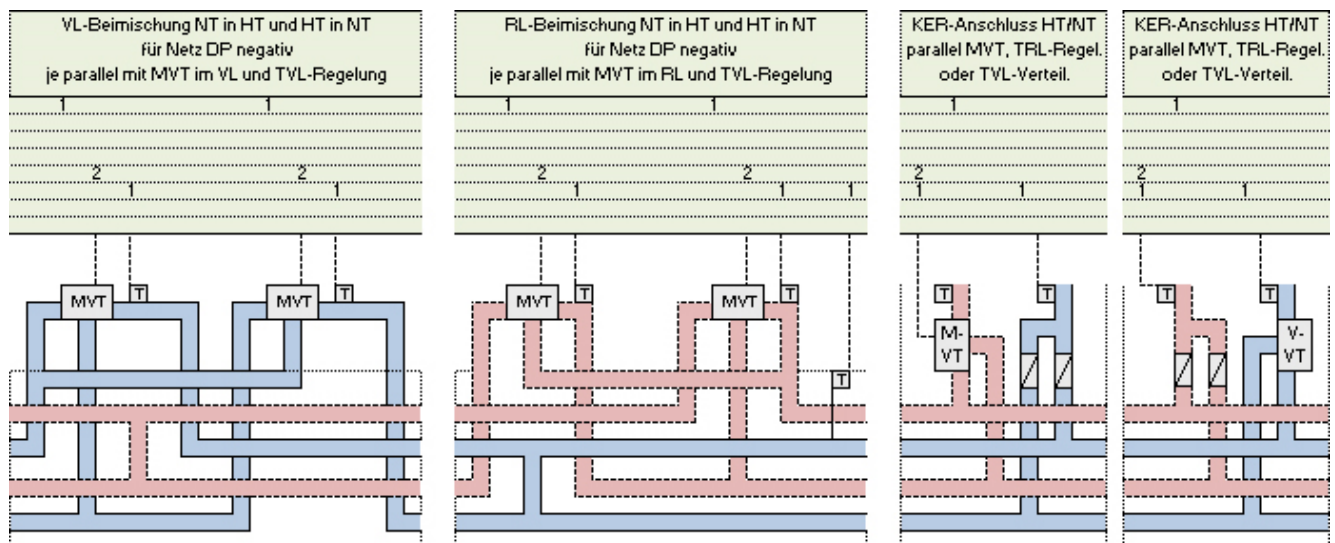 VL-Beimischung NT in HT und HT in NT
für Netz DP negativ
je parallel mit MVT im VL und TVL-Regelung
RL-Beimischung NT in HT und HT in NT
für Netz DP negativ
je parallel mit MVT im RL und TVL-Regelung
KER-Anschluss HT/NT
parallel MVT, TRL-Regel.
oder TVL-Verteil.
KER-Anschluss HT/NT
parallel MVT, TRL-Regel.
oder TVL-Verteil.
1 1 1 1 1 1
2 2 2 2 2 2
1 1 1 1 1 1 1 1 1
MVT T MVT T MVT T MVT T T T T T
M-
VT
V-
VT
T